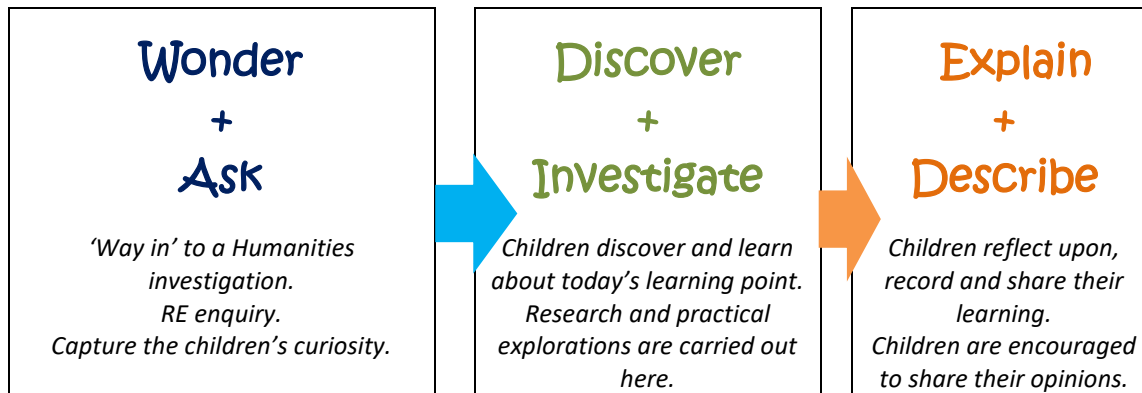 Wonder
+
Ask
‘Way in’ to a Humanities
investigation.
RE enquiry.
Capture the children’s curiosity.
Discover
+
Investigate
Children discover and learn
about today’s learning point.
Research and practical
explorations are carried out
here.
Explain
+
Describe
Children reflect upon,
record and share their
learning.
Children are encouraged
to share their opinions.